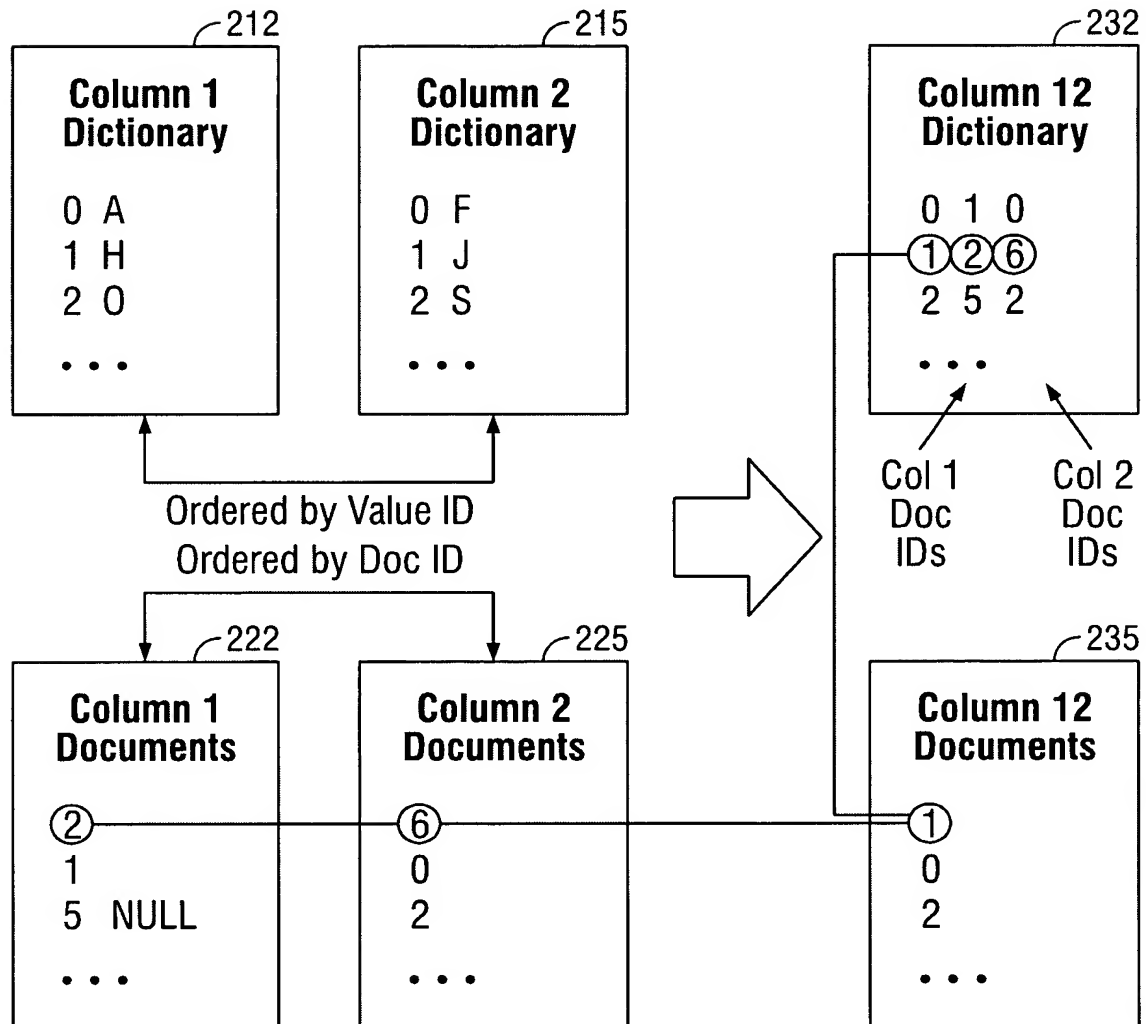 212
Column 1
Dictionary
0 A
1 H
2 O
...
215
Column 2
Dictionary
0 F
1 J
2 S
...
232
Column 12
Dictionary
0 1 0
1 2 6
2 5 2
...
Col 1
Doc
IDs
Col 2
Doc
IDs
Ordered by Value ID
Ordered by Doc ID
222
Column 1
Documents
2
1
5 NULL
...
225
Column 2
Documents
6
0
2
...
235
Column 12
Documents
1
0
2
...